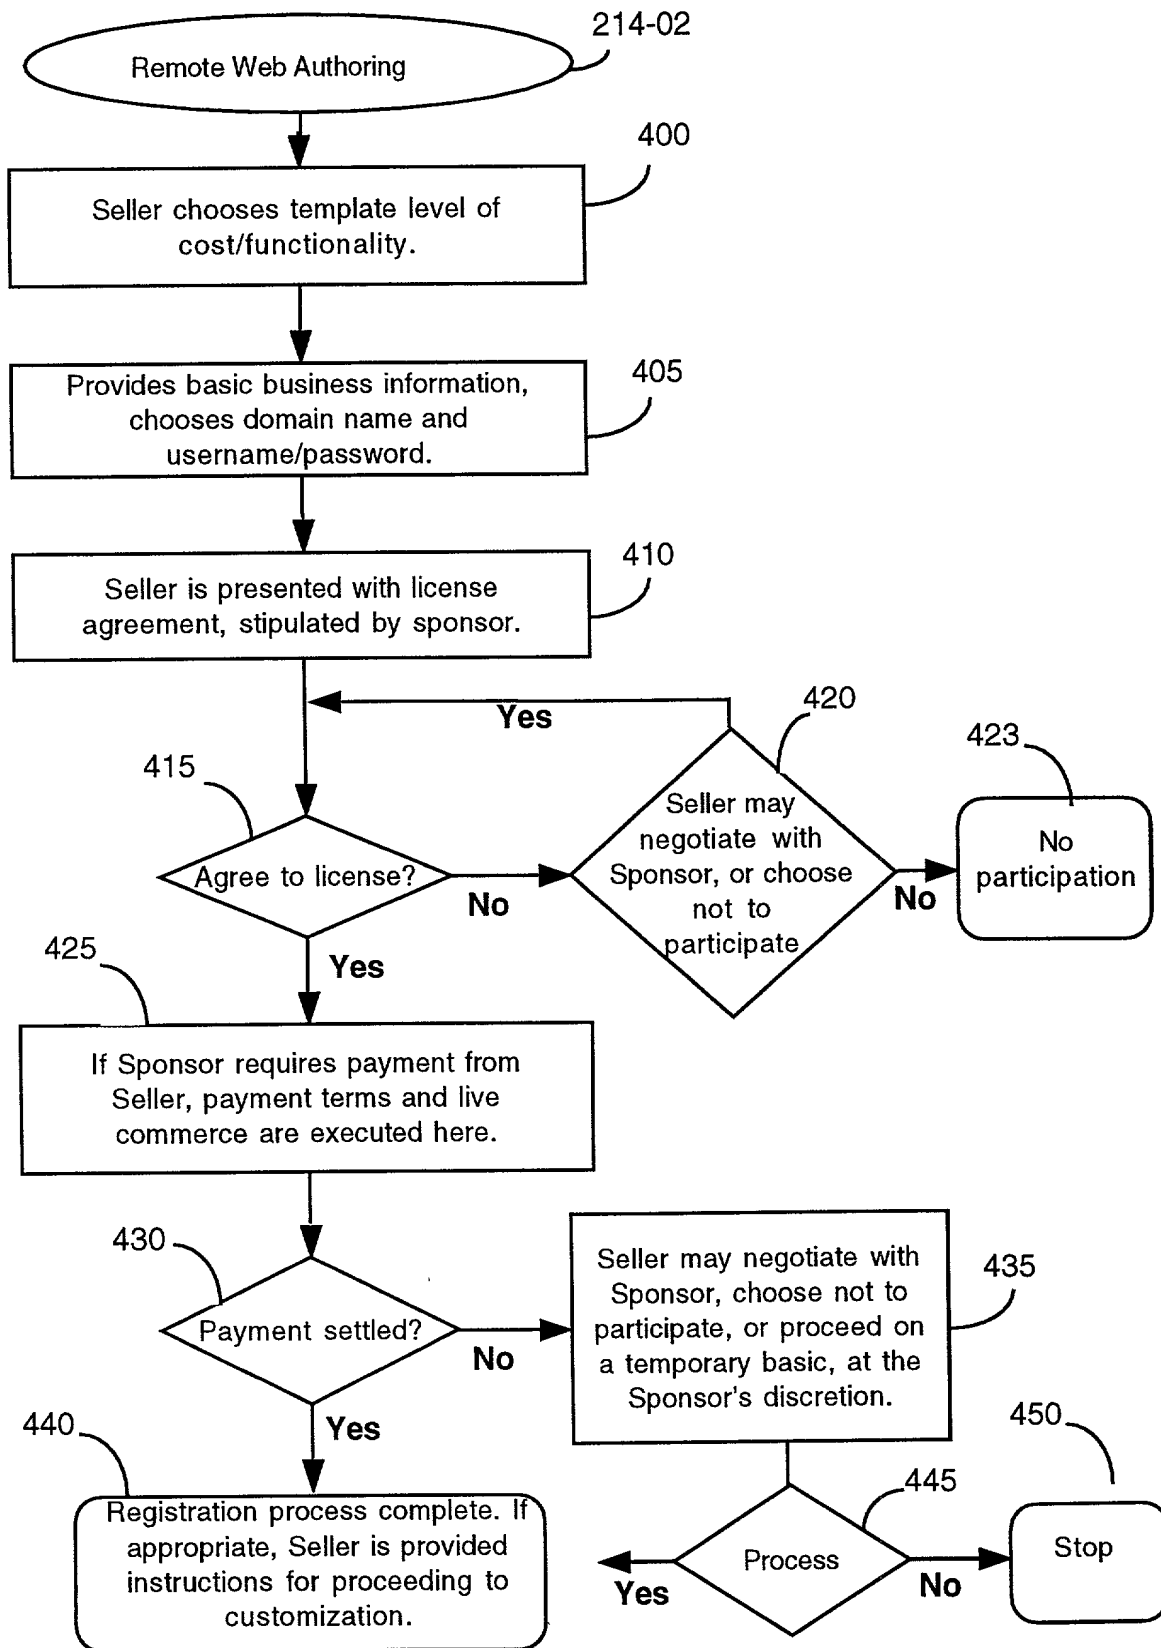 214-02
Remote Web Authoring
400
Seller chooses template level of
cost/functionality.
405
Provides basic business information,
chooses domain name and
username/password.
410
Seller is presented with license
agreement, stipulated by sponsor.
Yes
420
423
415
Seller may
negotiate with
Sponsor, or choose
not to
participate
No
participation
Agree to license?
No
No
425
Yes
If Sponsor requires payment from
Seller, payment terms and live
commerce are executed here.
430
Seller may negotiate with
Sponsor, choose not to
participate, or proceed on
a temporary basic, at the
Sponsor's discretion.
435
Payment settled?
No
440
Yes
450
445
Registration process complete. If
appropriate, Seller is provided
instructions for proceeding to
customization.
Process
Stop
Yes
No